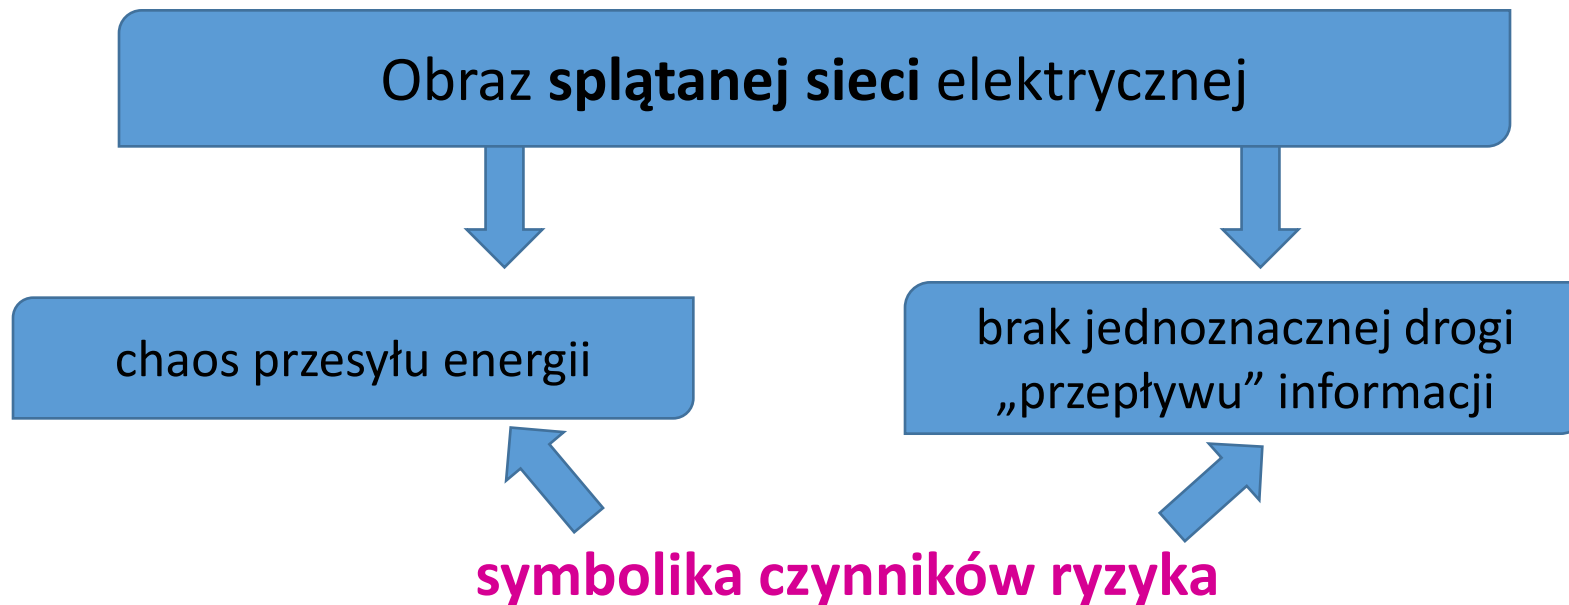 Obraz splątanej sieci elektrycznej
chaos przesyłu energii
brak jednoznacznej drogi
„przepływu” informacji
symbolika czynników ryzyka